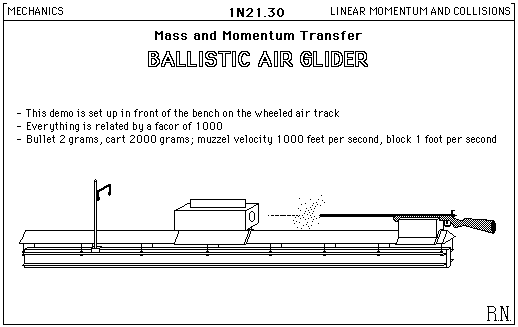 MECHANICS 1N21.30 LINEAR MOMENTUM AND COLLISIONS
Mass and Momentum Transfer
BALLISTIC AIR GLIDER
- This demo is set up in front of the bench on the wheeled air track
- Everything is related by a facor of 1000
- Bullet 2 grams, cart 2000 grams; muzzel velocity 1000 feet per second, block 1 foot per second
R.N.